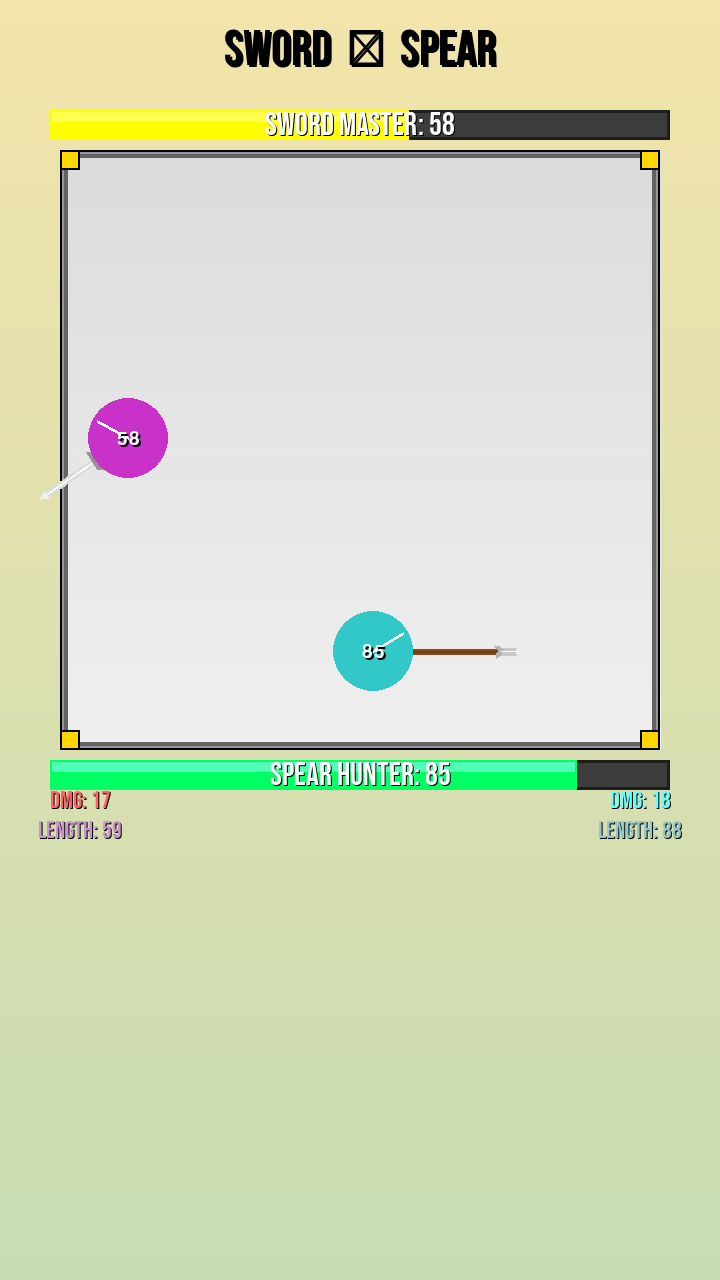 SWORD ☒ SPEAR
SWORD MASTER: 58
58
85
SPEAR HUNTER: 85
DMG: 17 DMG: 18
LENGTH: 59 LENGTH: 88